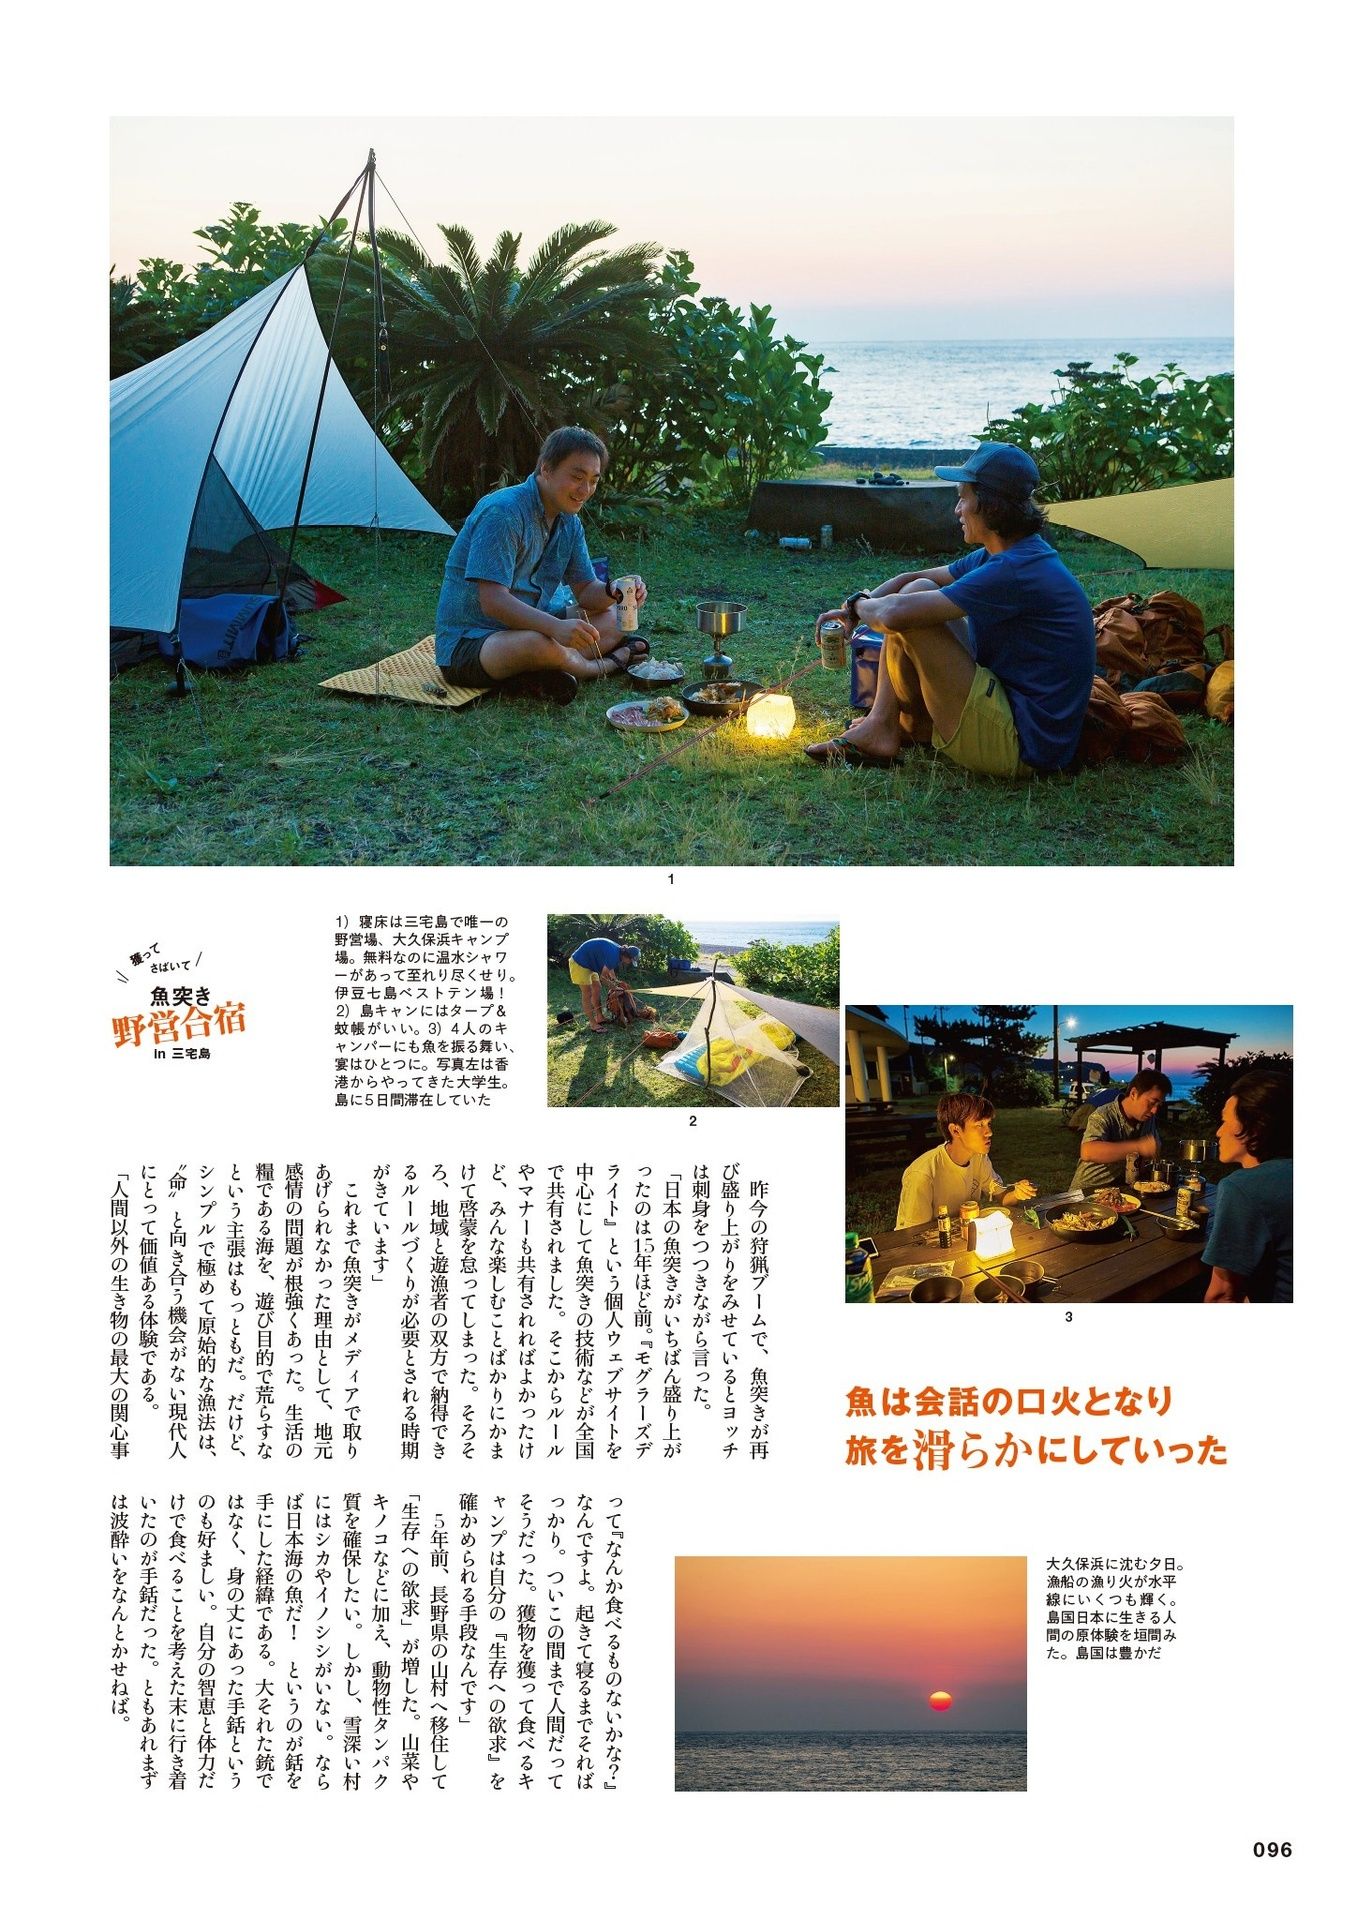 1
獲って
さばいて
魚突き
野営合宿
in 三宅島
1）寝床は三宅島で唯一の
野営場、大久保浜キャンプ
場。無料なのに温水シャワ
ーがあって至れり尽くせり。
伊豆七島ベストテン場！
2）島キャンにはタープ＆
蚊帳がいい。3）4人のキ
ャンパーにも魚を振る舞い、
宴はひとつに。写真左は香
港からやってきた大学生。
島に5日間滞在していた
2
3
魚は会話の口火となり
旅を滑らかにしていった
昨今の狩猟ブームで、魚突きが再
び盛り上がりをみせているとヨッチ
は刺身をつつきながら言った。
「日本の魚突きがいちばん盛り上が
ったのは15年ほど前。『モグラーズデ
ライト』という個人ウェブサイトを
中心にして魚突きの技術などが全国
で共有されました。そこからルール
やマナーも共有されればよかったけ
ど、みんな楽しむことばかりにかま
けて啓蒙を怠ってしまった。そろそ
ろ、地域と遊漁者の双方で納得でき
るルールづくりが必要とされる時期
がきています」
これまで魚突きがメディアで取り
あげられなかった理由として、地元
感情の問題が根強くあった。生活の
糧である海を、遊び目的で荒らすな
という主張はもっともだ。だけど、
シンプルで極めて原始的な漁法は、
〝命〟と向き合う機会がない現代人
にとって価値ある体験である。
「人間以外の生き物の最大の関心事
って『なんか食べるものないかな？』
なんですよ。起きて寝るまでそれば
っかり。ついこの間まで人間だって
そうだった。獲物を獲って食べるキ
ャンプは自分の『生存への欲求』を
確かめられる手段なんです」
5年前、長野県の山村へ移住して
「生存への欲求」が増した。山菜や
キノコなどに加え、動物性タンパク
質を確保したい。しかし、雪深い村
にはシカやイノシシがいない。なら
ば日本海の魚だ！　というのが銛を
手にした経緯である。大それた銃で
はなく、身の丈にあった手銛という
のも好ましい。自分の智恵と体力だ
けで食べることを考えた末に行き着
いたのが手銛だった。ともあれまず
は波酔いをなんとかせねば。
大久保浜に沈む夕日。
漁船の漁り火が水平
線にいくつも輝く。
島国日本に生きる人
間の原体験を垣間み
た。島国は豊かだ
096